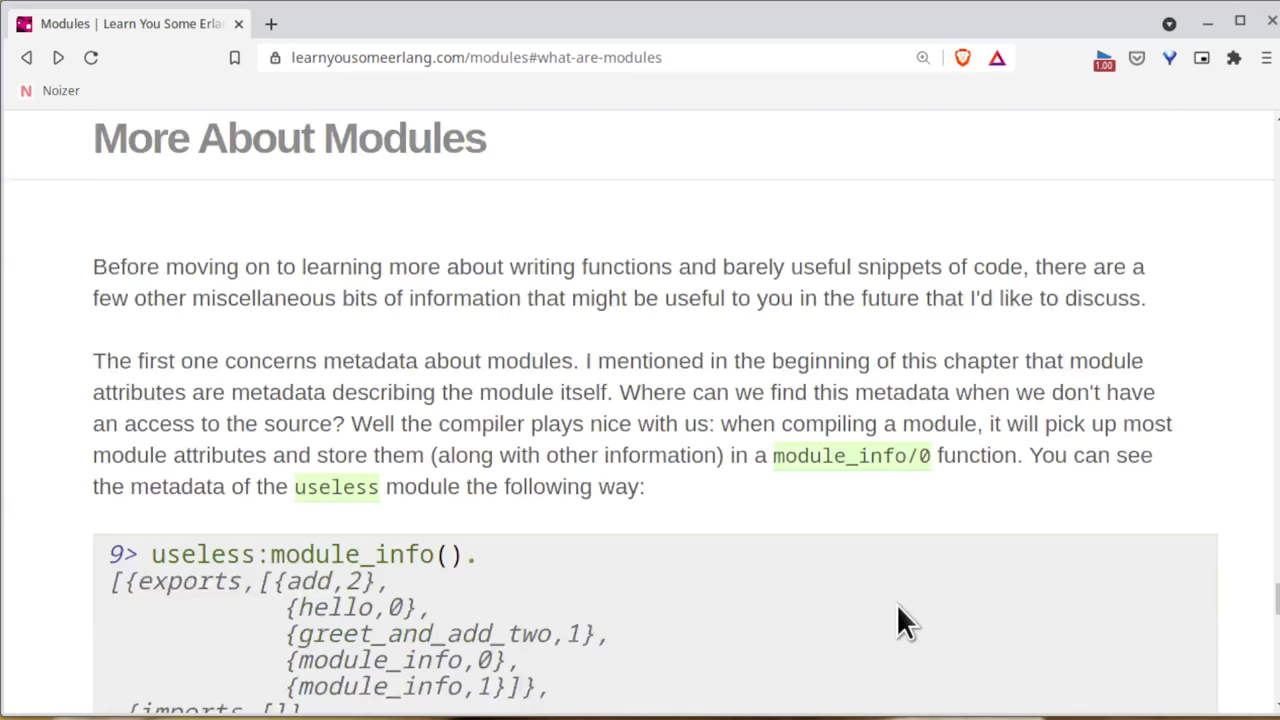 Modules | Learn You Some Erla
learnyousomeerlang.com/modules#what-are-modules
1.00
N Noizer
More About Modules
Before moving on to learning more about writing functions and barely useful snippets of code, there are a
few other miscellaneous bits of information that might be useful to you in the future that I'd like to discuss.
The first one concerns metadata about modules. I mentioned in the beginning of this chapter that module
attributes are metadata describing the module itself. Where can we find this metadata when we don't have
an access to the source? Well the compiler plays nice with us: when compiling a module, it will pick up most
module attributes and store them (along with other information) in a module_info/0 function. You can see
the metadata of the useless module the following way:
9> useless:module_info().
[{exports,[{add,2},
{hello,0},
{greet_and_add_two,1},
{module_info,0},
{module_info,1}]},
{imports,[]}